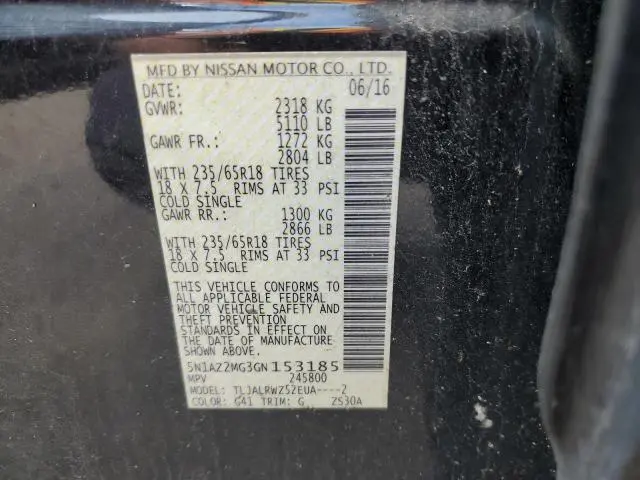 MFD BY NISSAN MOTOR CO., LTD.
DATE: 06/16
GVWR: 2318 KG
5110 LB
GAWR FR.: 1272 KG
2804 LB
WITH 235/65R18 TIRES
18 X 7.5 RIMS AT 33 PSI
COLD SINGLE
GAWR RR.: 1300 KG
2866 LB
WITH 235/65R18 TIRES
18 X 7.5 RIMS AT 33 PSI
COLD SINGLE
THIS VEHICLE CONFORMS TO
ALL APPLICABLE FEDERAL
MOTOR VEHICLE SAFETY AND
THEFT PREVENTION
STANDARDS IN EFFECT ON
THE DATE OF MANUFACTURE
SHOWN ABOVE.
5N1AZ2MG3GN153185
MPV 245800
MODEL: TLJALRWZ5ZEUA----2
COLOR: G41 TRIM: G ZS30A